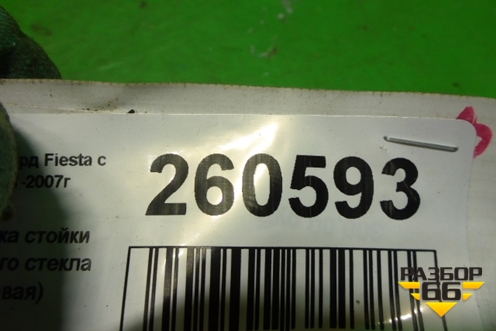 рд Fiesta с
-2007г
260593
ка стойки
го стекла
вая)
РАЗБОР
66